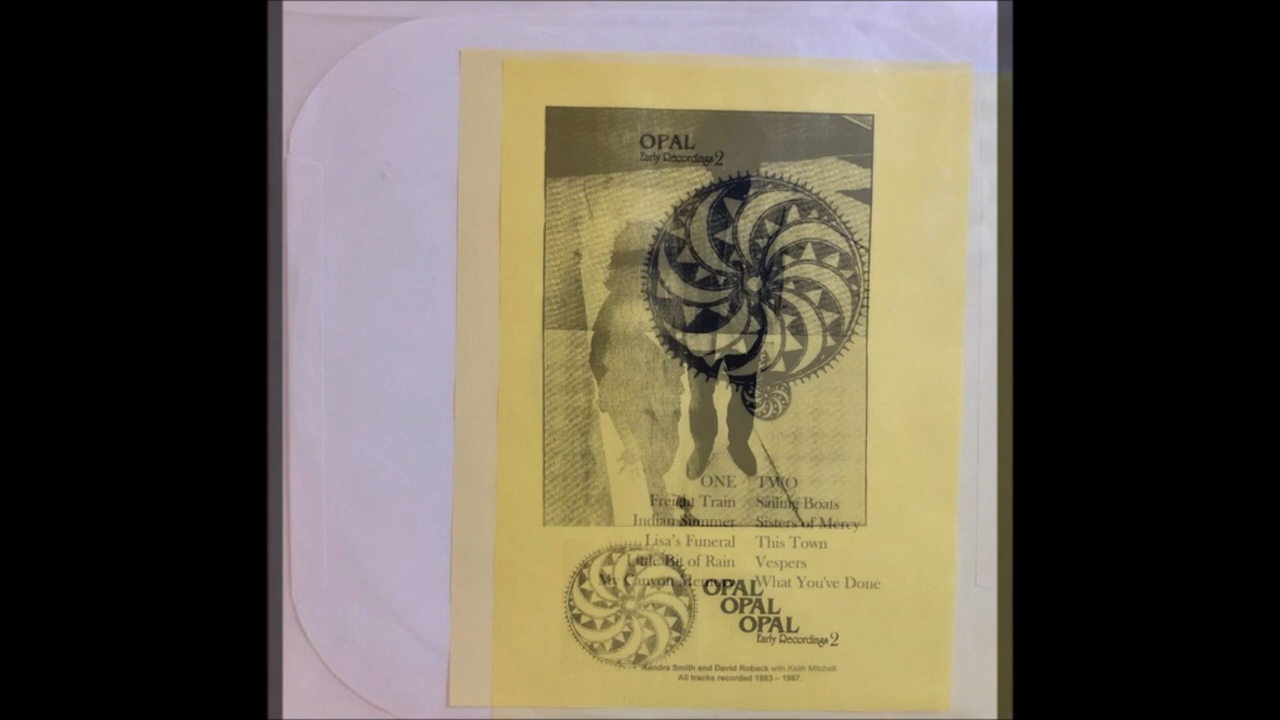 OPAL
Early Recordings 2
ONE TWO
Freight Train Sailing Boats
Indian Summer Sisters of Mercy
Lisa's Funeral This Town
Little Bit of Rain Vespers
My Canyon Memory What You've Done
OPAL
OPAL
OPAL
Early Recordings 2
Kendra Smith and David Roback with Keith Mitchell
All tracks recorded 1983 – 1987.